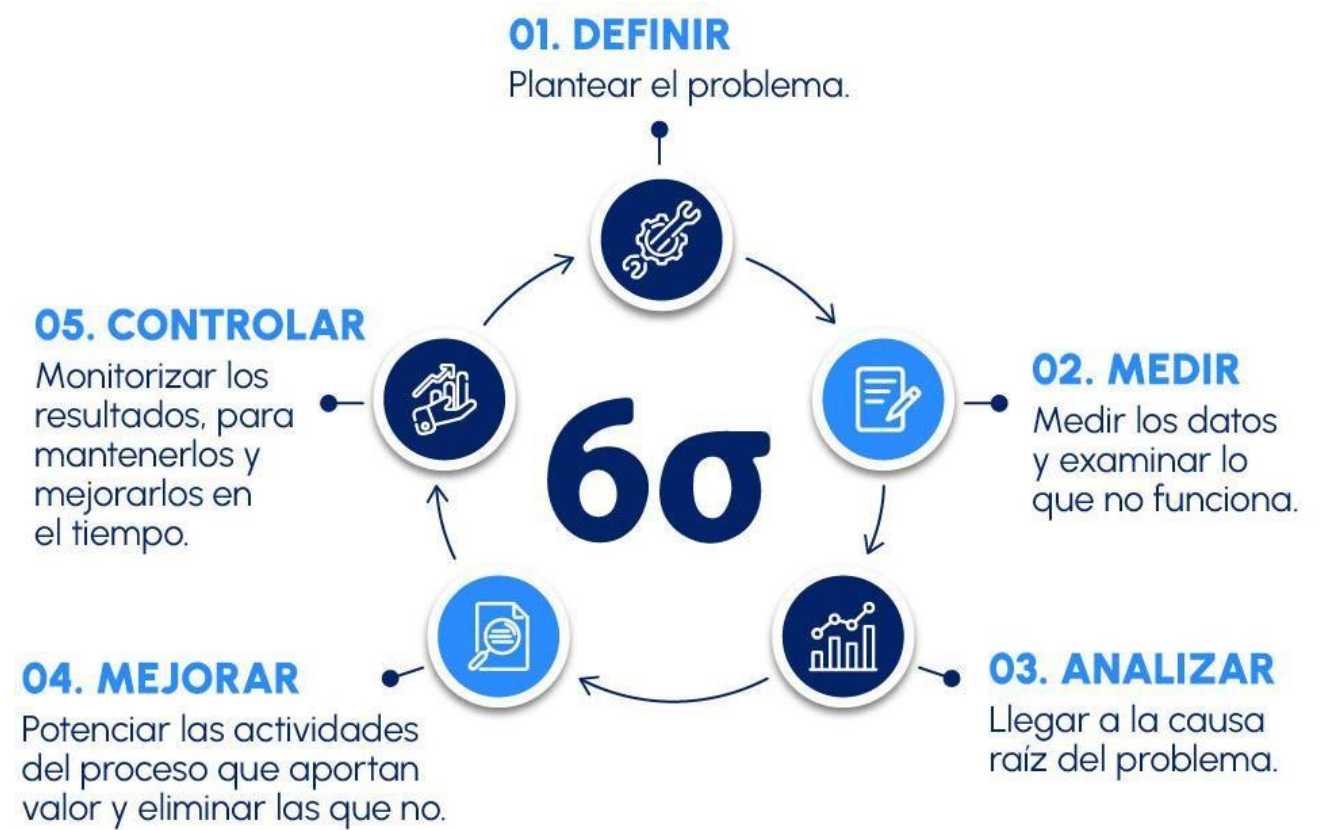 01. DEFINIR
Plantear el problema.
02. MEDIR
Medir los datos
y examinar lo
que no funciona.
03. ANALIZAR
Llegar a la causa
raíz del problema.
04. MEJORAR
Potenciar las actividades
del proceso que aportan
valor y eliminar las que no.
05. CONTROLAR
Monitorizar los
resultados, para
mantenerlos y
mejorarlos en
el tiempo.
6σ